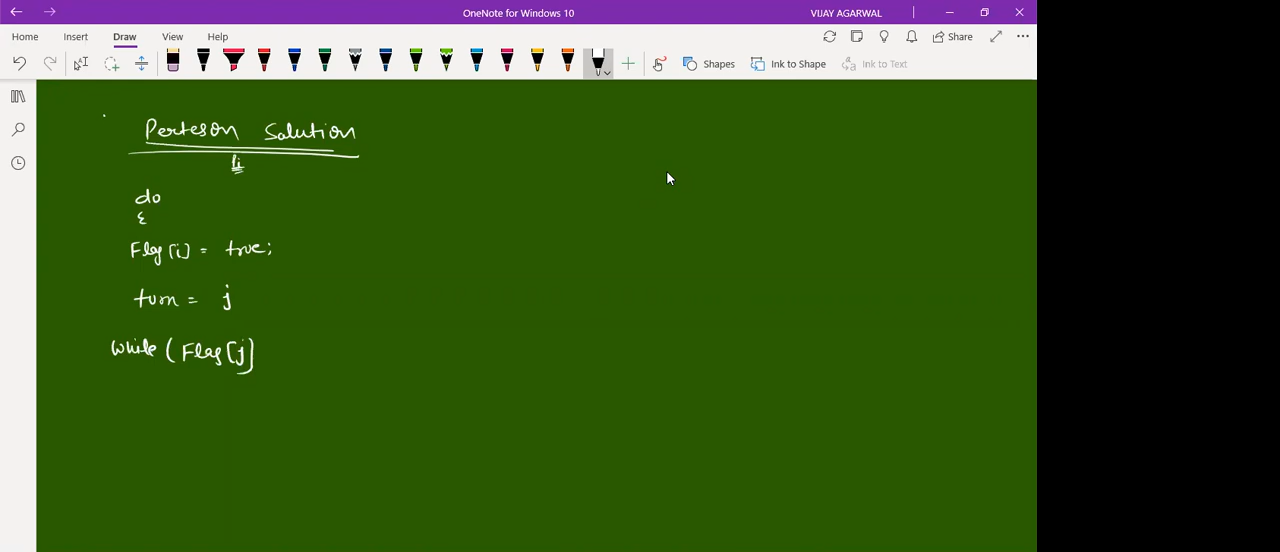 OneNote for Windows 10
VIJAY AGARWAL
Home Insert Draw View Help
Share
Shapes Ink to Shape Ink to Text
Perteson Solution
do
{
Flag [i] = true;
turn = j
while ( Flag [j]